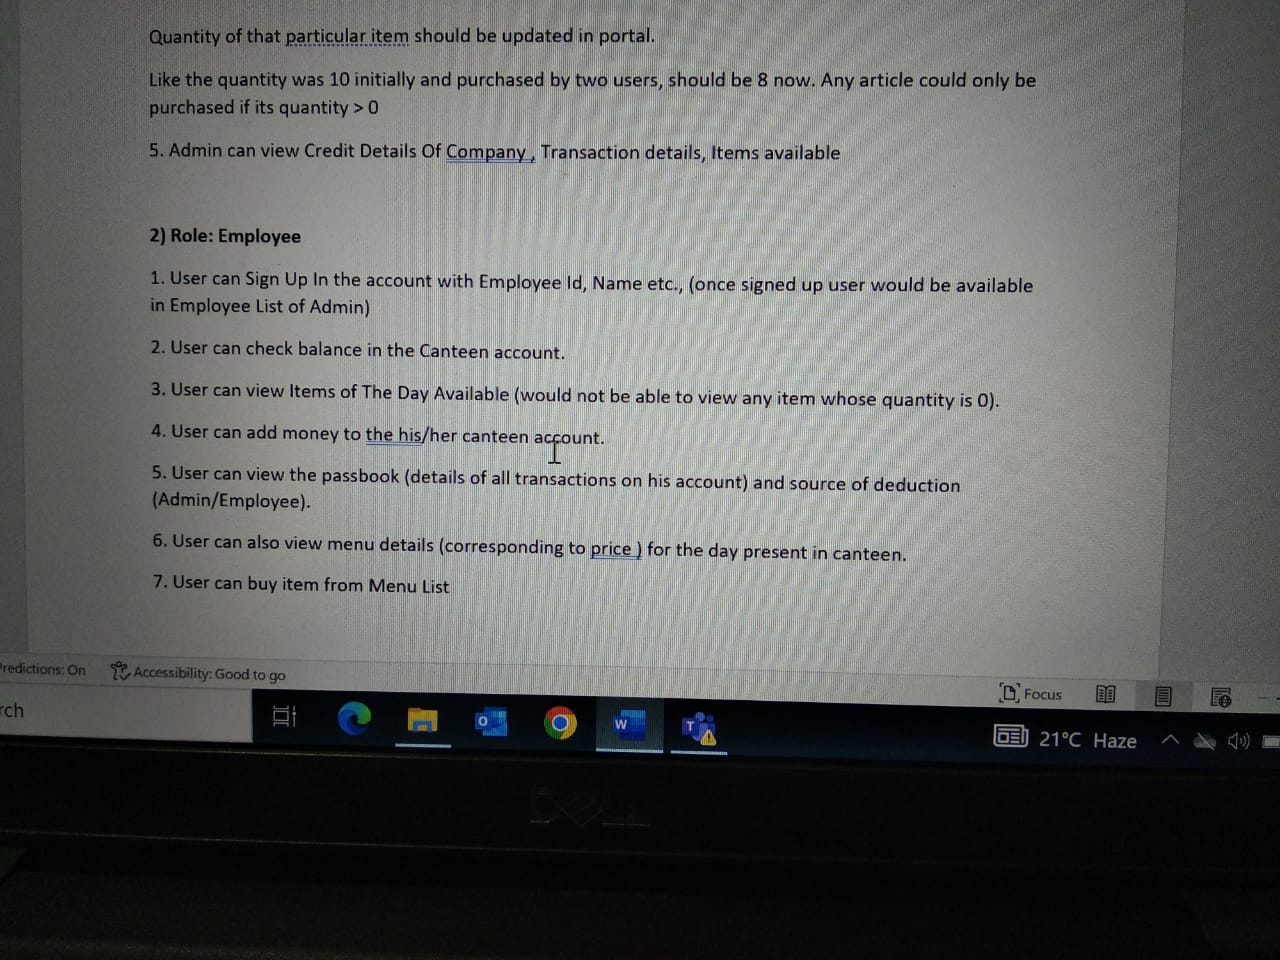 Quantity of that particular item should be updated in portal.
Like the quantity was 10 initially and purchased by two users, should be 8 now. Any article could only be
purchased if its quantity > 0
5. Admin can view Credit Details Of Company , Transaction details, Items available
2) Role: Employee
1. User can Sign Up In the account with Employee Id, Name etc., (once signed up user would be available
in Employee List of Admin)
2. User can check balance in the Canteen account.
3. User can view Items of The Day Available (would not be able to view any item whose quantity is 0).
4. User can add money to the his/her canteen account.
5. User can view the passbook (details of all transactions on his account) and source of deduction
(Admin/Employee).
6. User can also view menu details (corresponding to price ) for the day present in canteen.
7. User can buy item from Menu List
Predictions: On Accessibility: Good to go
Focus
rch
21°C Haze
DELL